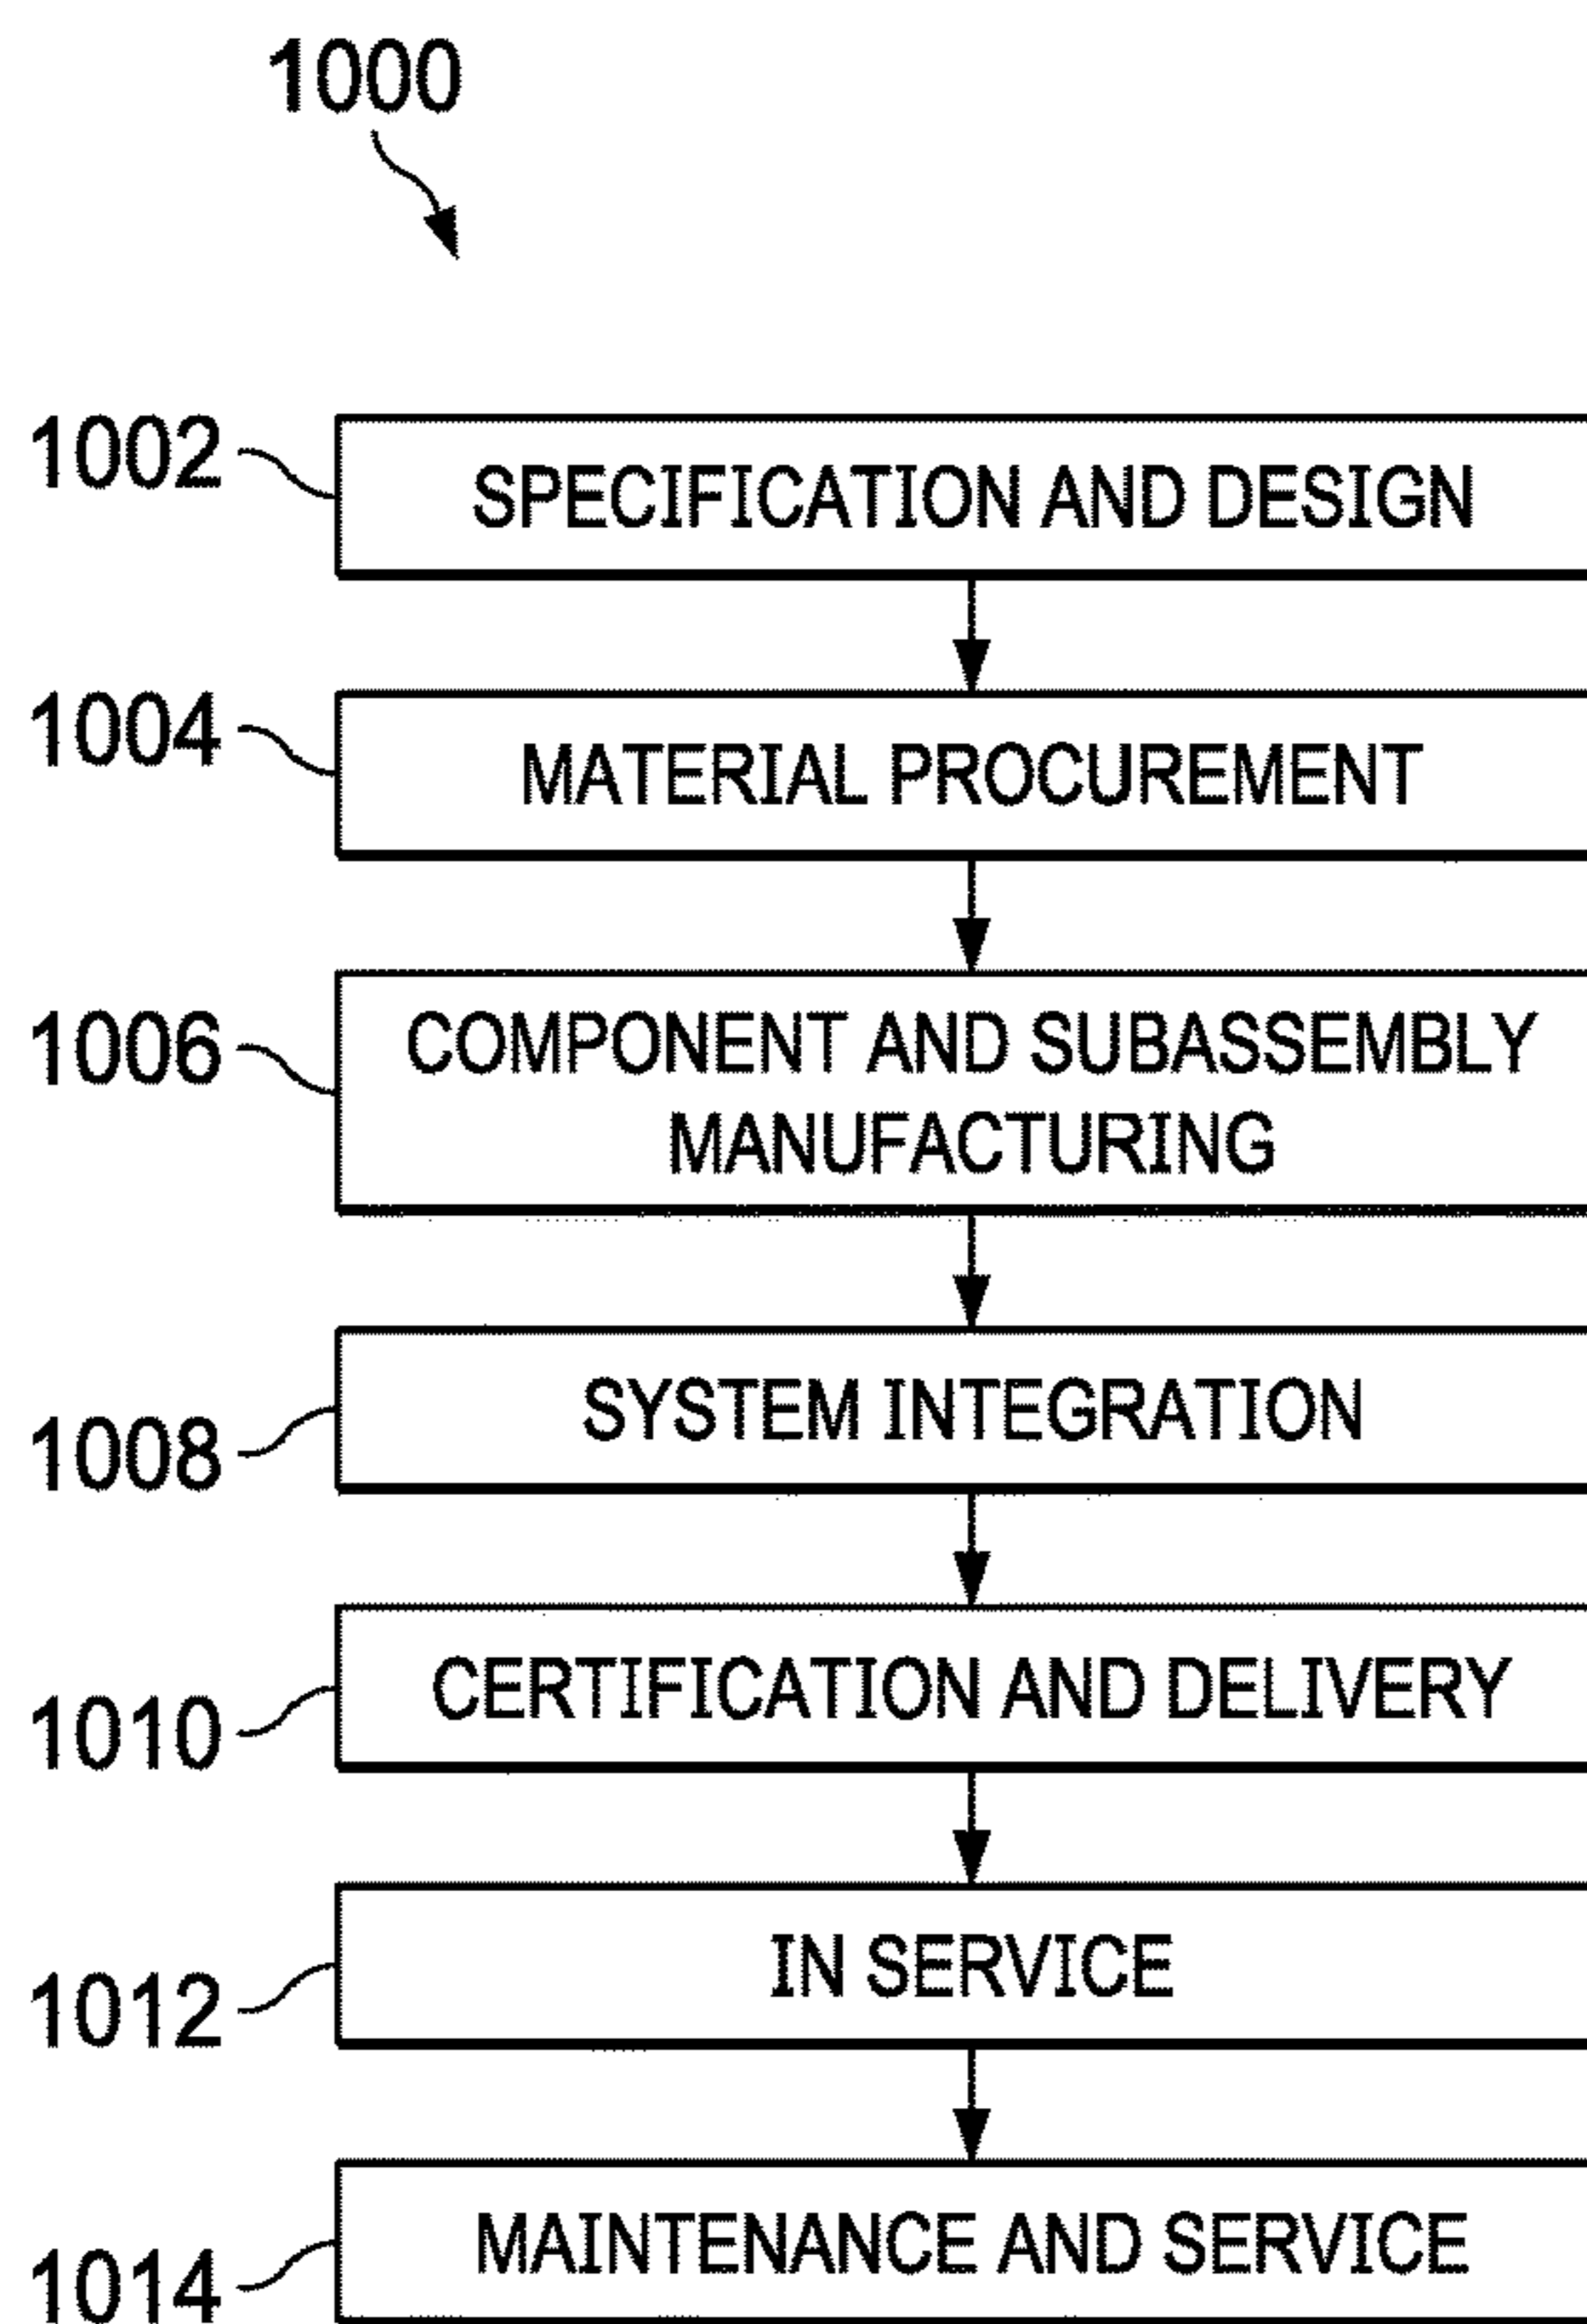 1000
1002
SPECIFICATION AND DESIGN
1004
MATERIAL PROCUREMENT
1006
COMPONENT AND SUBASSEMBLY
MANUFACTURING
1008
SYSTEM INTEGRATION
1010
CERTIFICATION AND DELIVERY
1012
IN SERVICE
1014
MAINTENANCE AND SERVICE